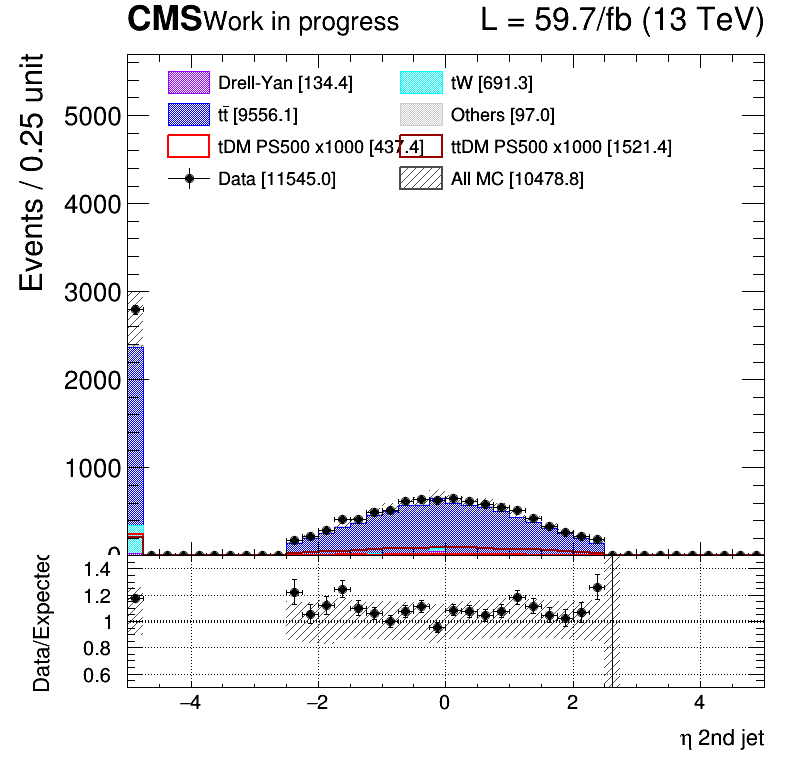 CMS Work in progress L = 59.7/fb (13 TeV)
Events / 0.25 unit
Drell-Yan [134.4] tW [691.3]
tt̄ [9556.1] Others [97.0]
tDM PS500 x1000 [437.4] ttDM PS500 x1000 [1521.4]
Data [11545.0] All MC [10478.8]
5000
4000
3000
2000
1000
0
Data/Expected
1.4
1.2
1
0.8
0.6
−4 −2 0 2 4
η 2nd jet